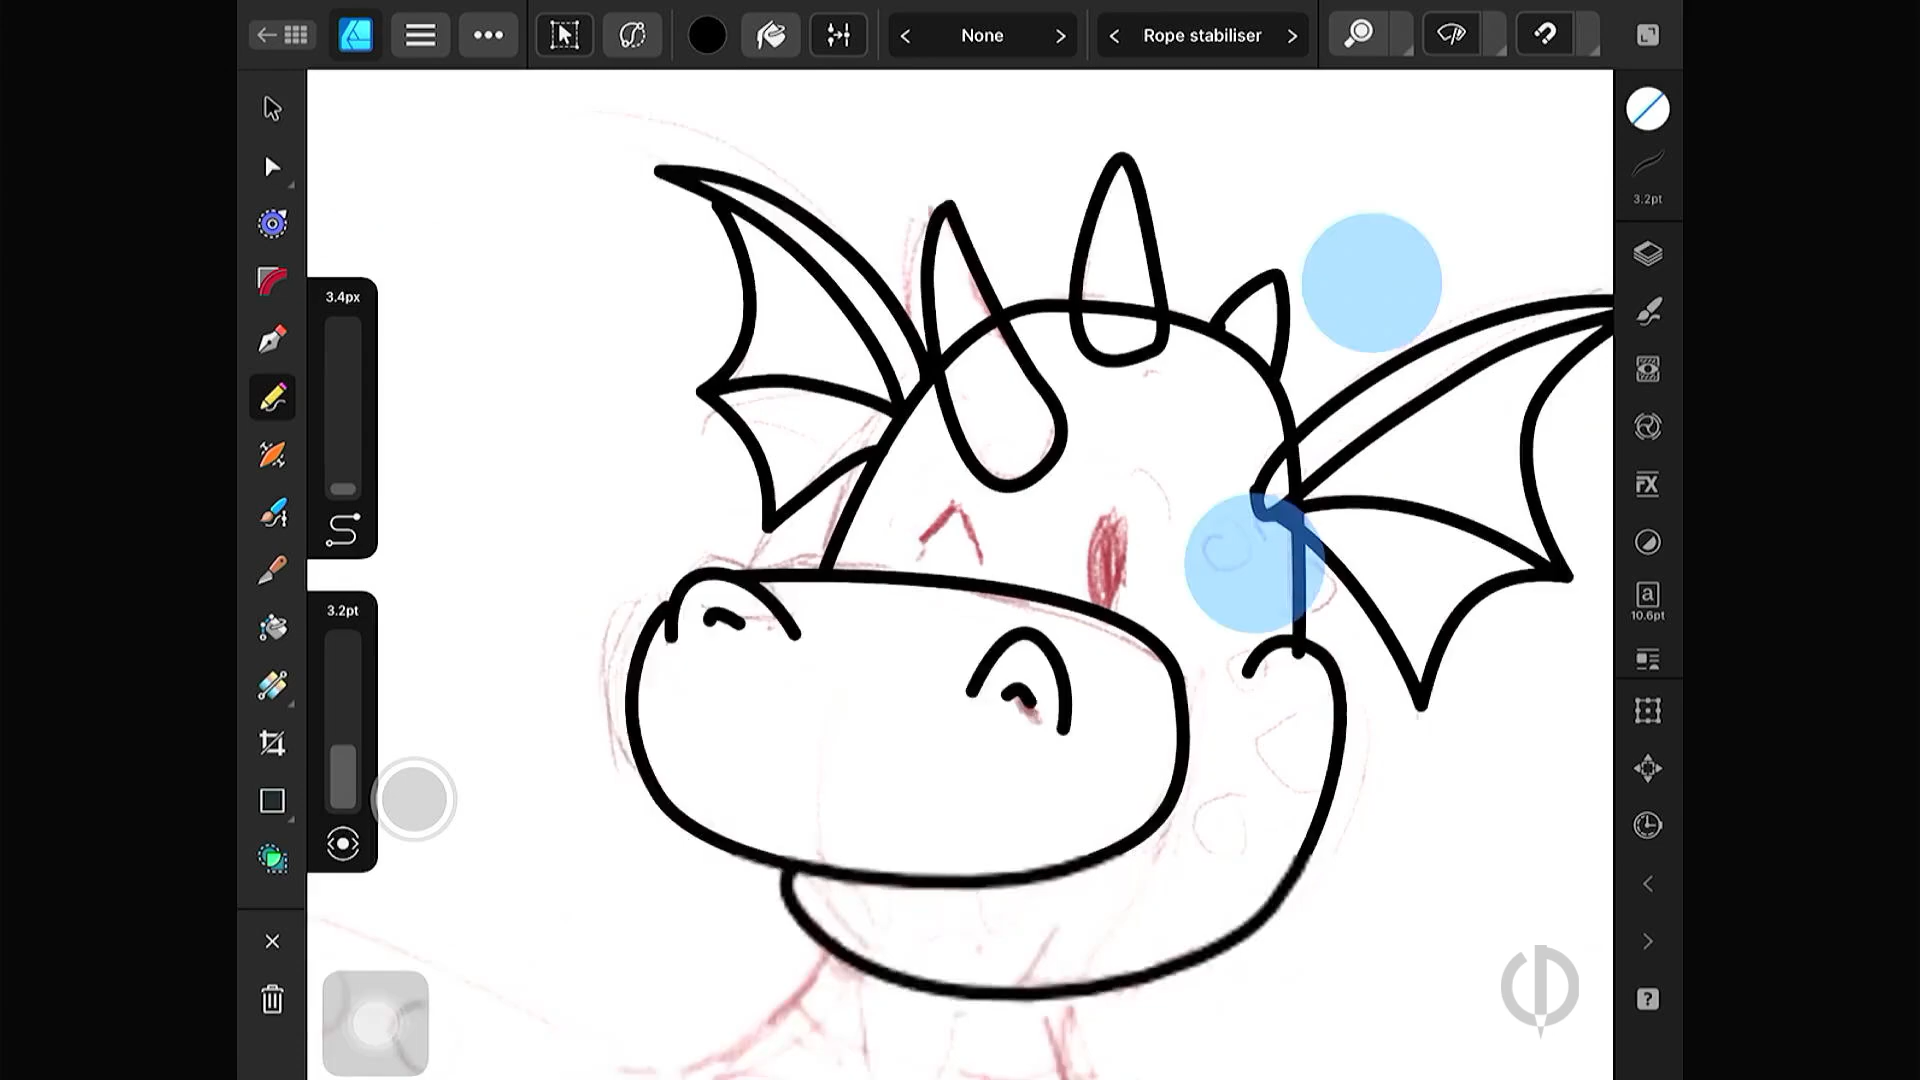 None
Rope stabiliser
3.4px
3.2pt
3.2pt
FX
a
10.6pt
?